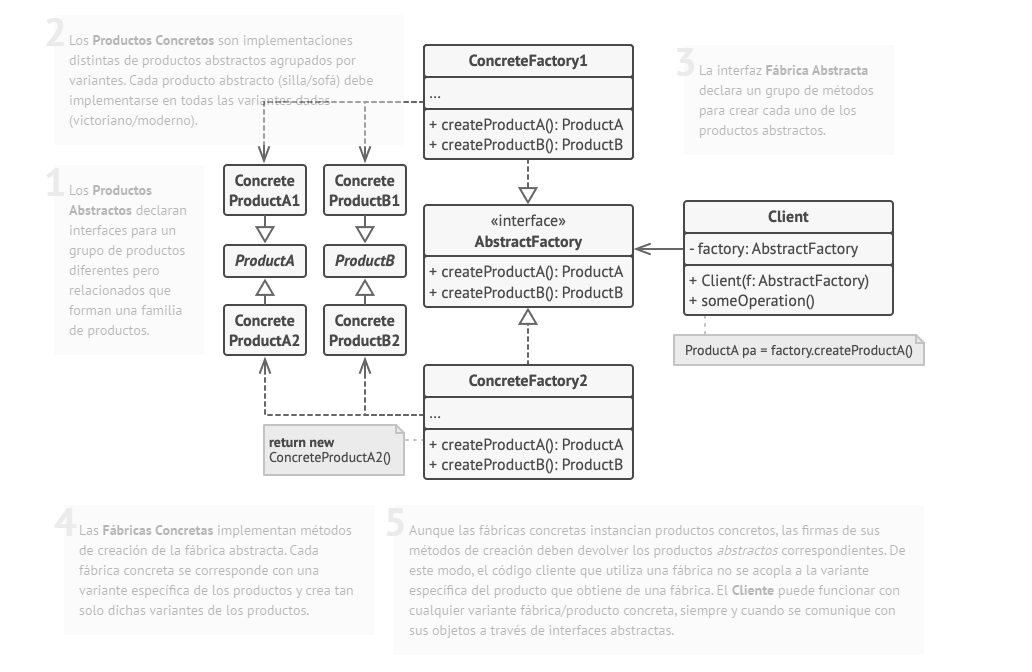 2
Los Productos Concretos son implementaciones
distintas de productos abstractos agrupados por
variantes. Cada producto abstracto (silla/sofá) debe
implementarse en todas las variantes dadas
(victoriano/moderno).
ConcreteFactory1
...
+ createProductA(): ProductA
+ createProductB(): ProductB
3
La interfaz Fábrica Abstracta
declara un grupo de métodos
para crear cada uno de los
productos abstractos.
1
Los Productos
Abstractos declaran
interfaces para un
grupo de productos
diferentes pero
relacionados que
forman una familia
de productos.
Concrete
ProductA1
Concrete
ProductB1
ProductA
ProductB
Concrete
ProductA2
Concrete
ProductB2
«interface»
AbstractFactory
+ createProductA(): ProductA
+ createProductB(): ProductB
Client
- factory: AbstractFactory
+ Client(f: AbstractFactory)
+ someOperation()
ProductA pa = factory.createProductA()
ConcreteFactory2
...
+ createProductA(): ProductA
+ createProductB(): ProductB
return new
ConcreteProductA2()
4
Las Fábricas Concretas implementan métodos
de creación de la fábrica abstracta. Cada
fábrica concreta se corresponde con una
variante específica de los productos y crea tan
solo dichas variantes de los productos.
5
Aunque las fábricas concretas instancian productos concretos, las firmas de sus
métodos de creación deben devolver los productos abstractos correspondientes. De
este modo, el código cliente que utiliza una fábrica no se acopla a la variante
específica del producto que obtiene de una fábrica. El Cliente puede funcionar con
cualquier variante fábrica/producto concreta, siempre y cuando se comunique con
sus objetos a través de interfaces abstractas.